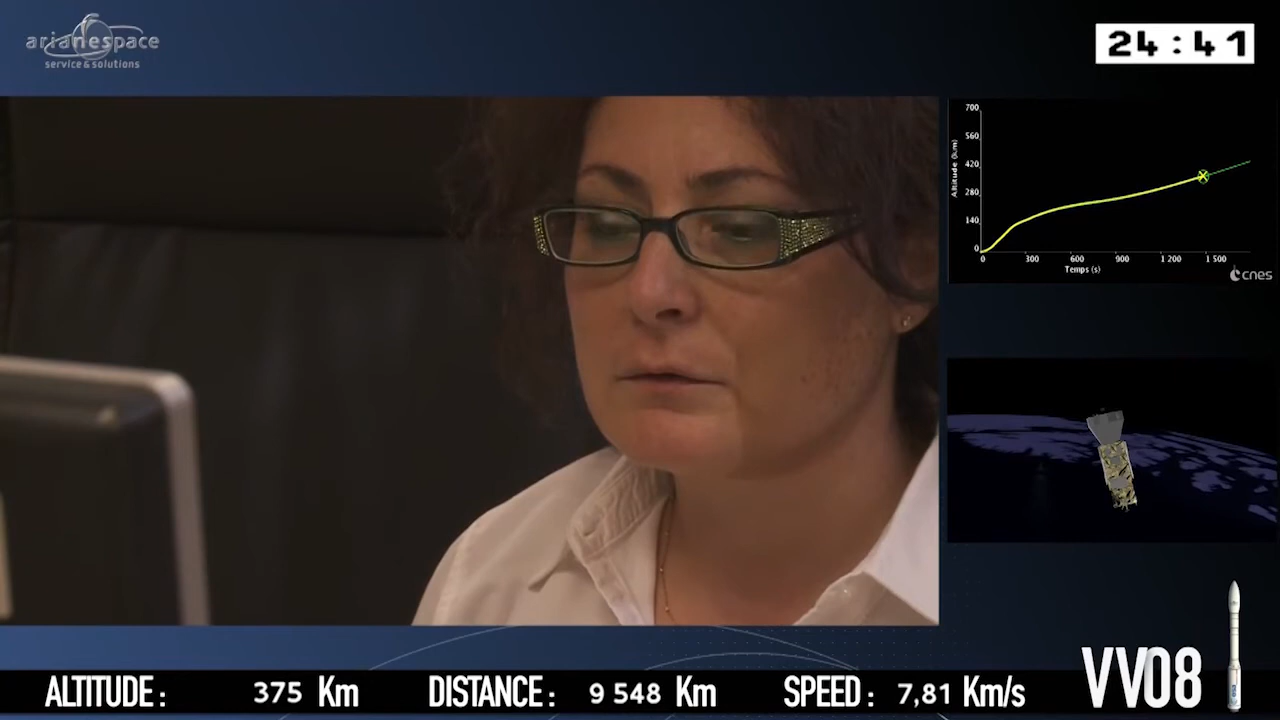 arianespace
service & solutions
24:41
700
560
420
280
140
0
Altitude (km)
0 300 600 900 1 200 1 500
Temps (s)
cnes
VV08
ALTITUDE : 375 Km DISTANCE : 9 548 Km SPEED : 7,81 Km/s